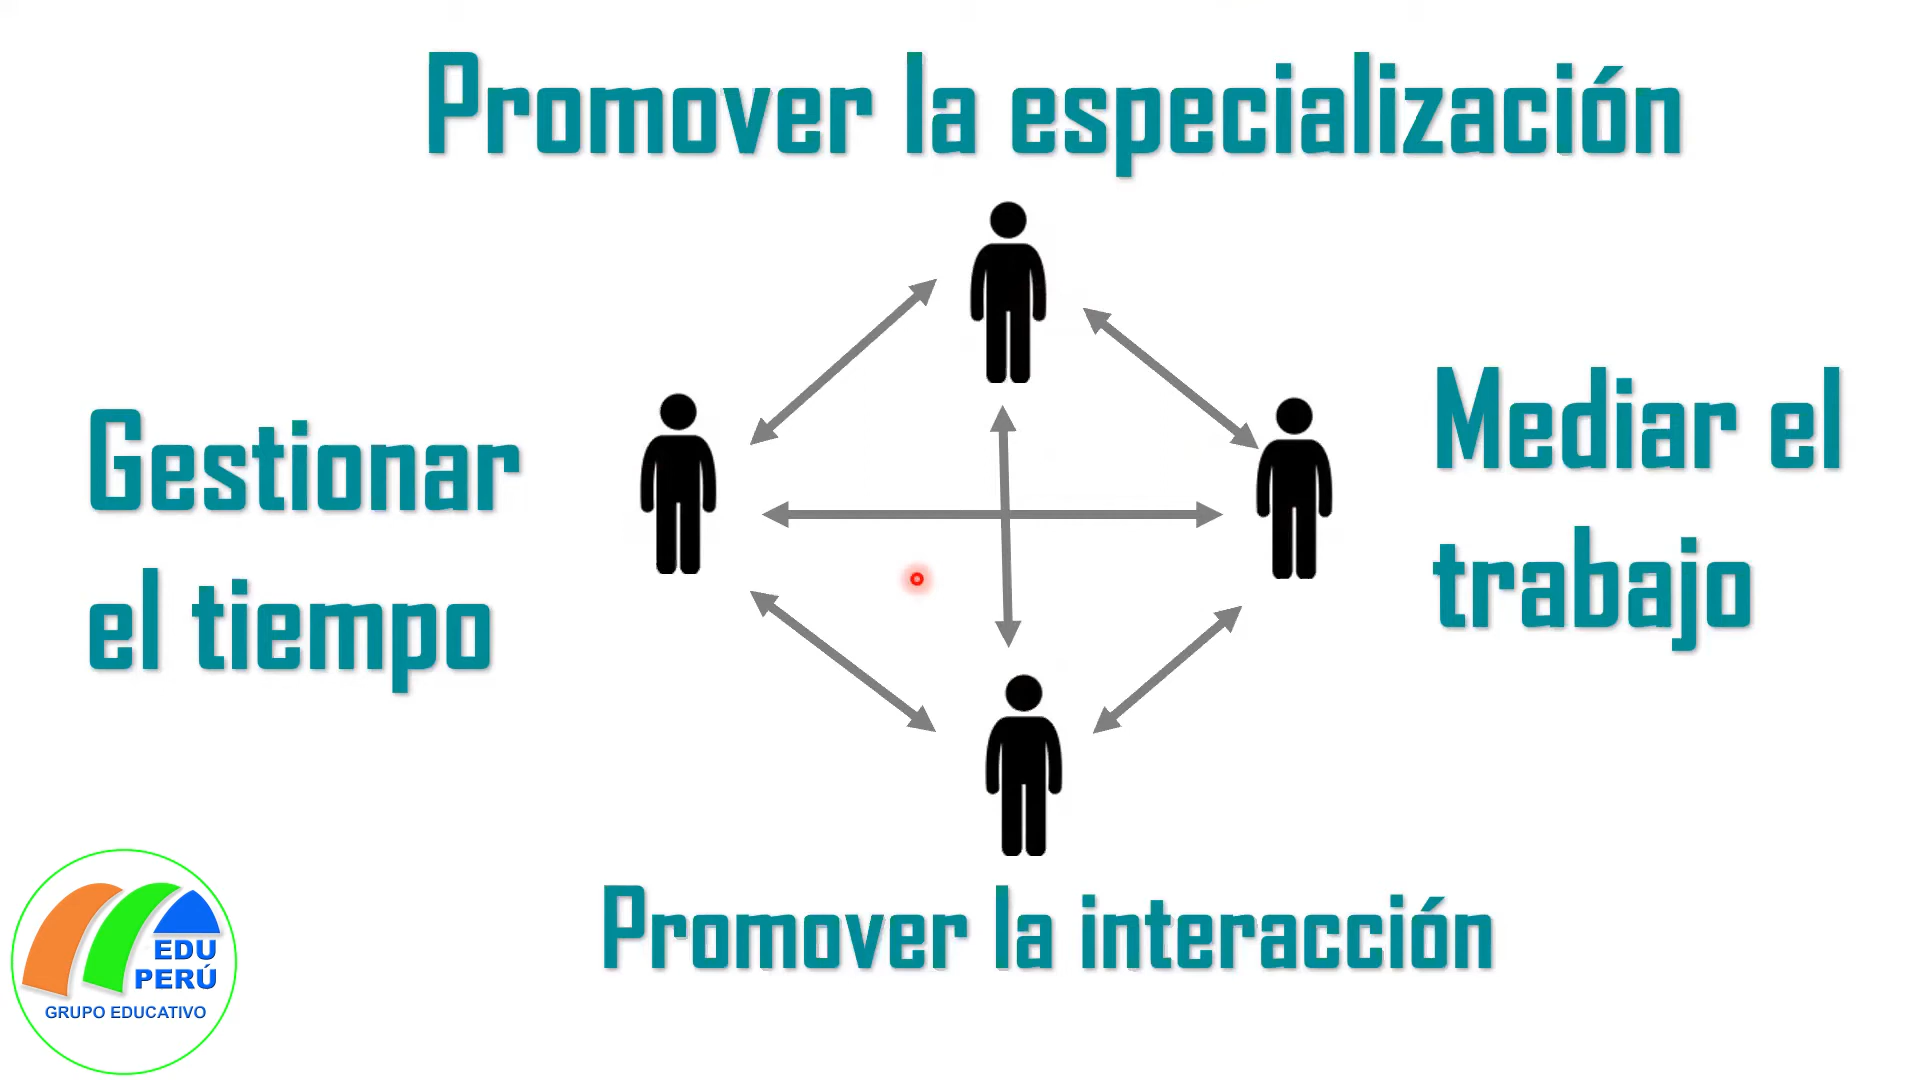 Promover la especialización
Gestionar
el tiempo
Mediar el
trabajo
Promover la interacción
EDU
PERÚ
GRUPO EDUCATIVO